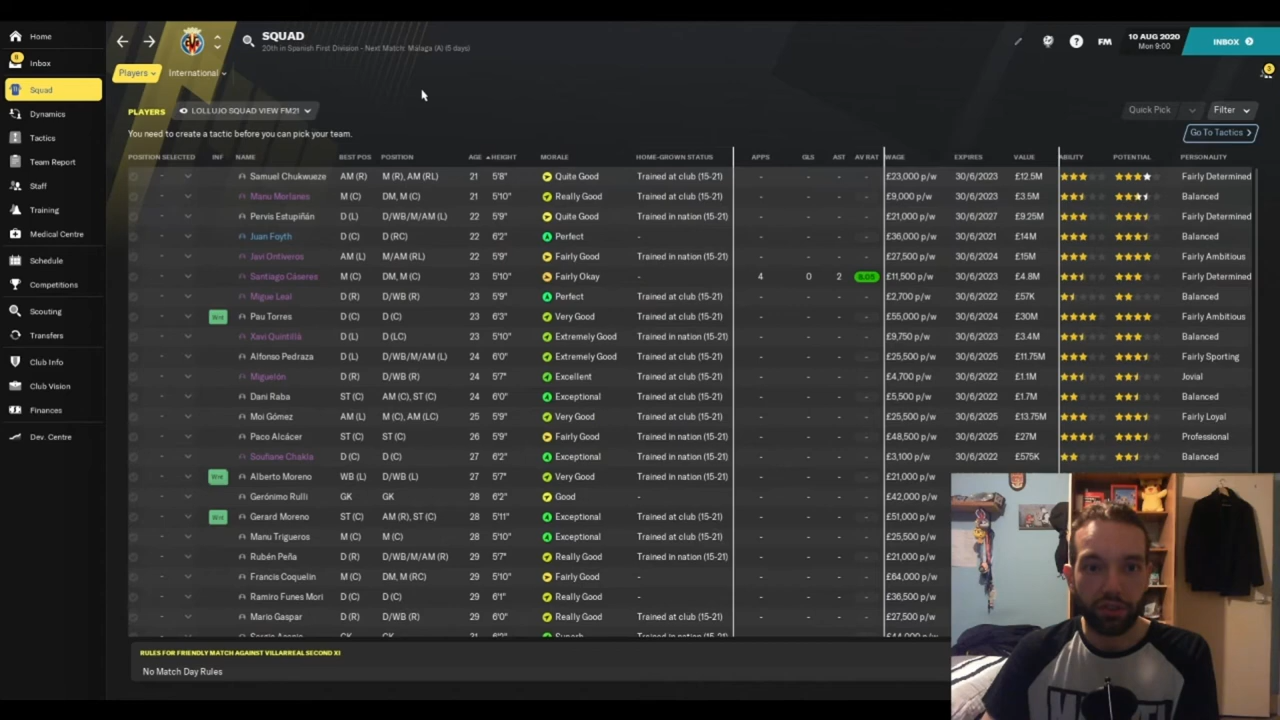 Home
SQUAD
20th in Spanish First Division - Next Match: Malaga (A) (5 days)
FM
10 AUG 2020
Mon 9:00
INBOX
8
Inbox
Players
International
3
Squad
Dynamics
PLAYERS
LOLLUJO SQUAD VIEW FM21
Quick Pick
Filter
Tactics
You need to create a tactic before you can pick your team.
Go To Tactics
Team Report
POSITION SELECTED INF NAME BEST POS POSITION AGE HEIGHT MORALE HOME-GROWN STATUS APPS GLS AST AV RAT WAGE EXPIRES VALUE ABILITY POTENTIAL PERSONALITY
- Samuel Chukwueze AM (R) M (R), AM (RL) 21 5'8" Quite Good Trained at club (15-21) - - - - £23,000 p/w 30/6/2023 £12.5M Fairly Determined
Staff
- Manu Morlanes M (C) DM, M (C) 21 5'10" Really Good Trained at club (15-21) - - - - £9,000 p/w 30/6/2023 £3.5M Balanced
Training
- Pervis Estupiñán D (L) D/WB/M/AM (L) 22 5'9" Quite Good Trained in nation (15-21) - - - - £21,000 p/w 30/6/2027 £9.25M Fairly Determined
Medical Centre
- Juan Foyth D (C) D (RC) 22 6'2" Perfect - - - - - £36,000 p/w 30/6/2021 £14M Balanced
Schedule
- Javi Ontiveros AM (L) M/AM (RL) 22 5'9" Fairly Good Trained in nation (15-21) - - - - £27,500 p/w 30/6/2024 £15M Fairly Ambitious
- Santiago Cáseres M (C) DM, M (C) 23 5'10" Fairly Okay - 4 0 2 8.05 £11,500 p/w 30/6/2023 £4.8M Fairly Determined
Competitions
- Migue Leal D (R) D/WB (R) 23 5'9" Perfect Trained at club (15-21) - - - - £2,700 p/w 30/6/2022 £57K Balanced
Scouting
- Wnt Pau Torres D (C) D (C) 23 6'3" Very Good Trained at club (15-21) - - - - £55,000 p/w 30/6/2024 £30M Fairly Ambitious
Transfers
- Xavi Quintillà D (L) D (LC) 23 5'10" Extremely Good Trained in nation (15-21) - - - - £9,750 p/w 30/6/2023 £3.4M Balanced
Club Info
- Alfonso Pedraza D (L) D/WB/M/AM (L) 24 6'0" Extremely Good Trained at club (15-21) - - - - £25,500 p/w 30/6/2025 £11.75M Fairly Sporting
- Miguelón D (R) D/WB (R) 24 5'7" Excellent Trained at club (15-21) - - - - £4,700 p/w 30/6/2022 £1.1M Jovial
Club Vision
- Dani Raba ST (C) AM (C), ST (C) 24 6'0" Exceptional Trained at club (15-21) - - - - £5,500 p/w 30/6/2022 £1.7M Balanced
Finances
- Moi Gómez AM (L) M (C), AM (LC) 25 5'9" Very Good Trained at club (15-21) - - - - £25,500 p/w 30/6/2025 £13.75M Fairly Loyal
Dev. Centre
- Paco Alcácer ST (C) ST (C) 26 5'9" Fairly Good Trained in nation (15-21) - - - - £48,500 p/w 30/6/2025 £27M Professional
- Soufiane Chakla D (C) D (C) 27 6'2" Exceptional Trained in nation (15-21) - - - - £3,100 p/w 30/6/2022 £575K Balanced
- Wnt Alberto Moreno WB (L) D/WB (L) 27 5'7" Very Good Trained in nation (15-21) - - - - £21,000 p/w
- Gerónimo Rulli GK GK 28 6'2" Good - - - - - £42,000 p/w
- Wnt Gerard Moreno ST (C) AM (R), ST (C) 28 5'11" Exceptional Trained at club (15-21) - - - - £51,000 p/w
- Manu Trigueros M (C) M (C) 28 5'10" Exceptional Trained at club (15-21) - - - - £25,500 p/w
- Rubén Peña D (R) D/WB/M/AM (R) 29 5'7" Really Good Trained in nation (15-21) - - - - £21,000 p/w
- Francis Coquelin M (C) DM, M (RC) 29 5'10" Fairly Good - - - - - £64,000 p/w
- Ramiro Funes Mori D (C) D (C) 29 6'1" Really Good - - - - - £36,500 p/w
- Mario Gaspar D (R) D/WB (R) 29 6'0" Really Good Trained at club (15-21) - - - - £27,500 p/w
- Sergio Asenjo GK GK 31 6'2" Superb Trained in nation (15-21) - - - - £44,000 p/w
RULES FOR FRIENDLY MATCH AGAINST VILLARREAL SECOND XI
No Match Day Rules